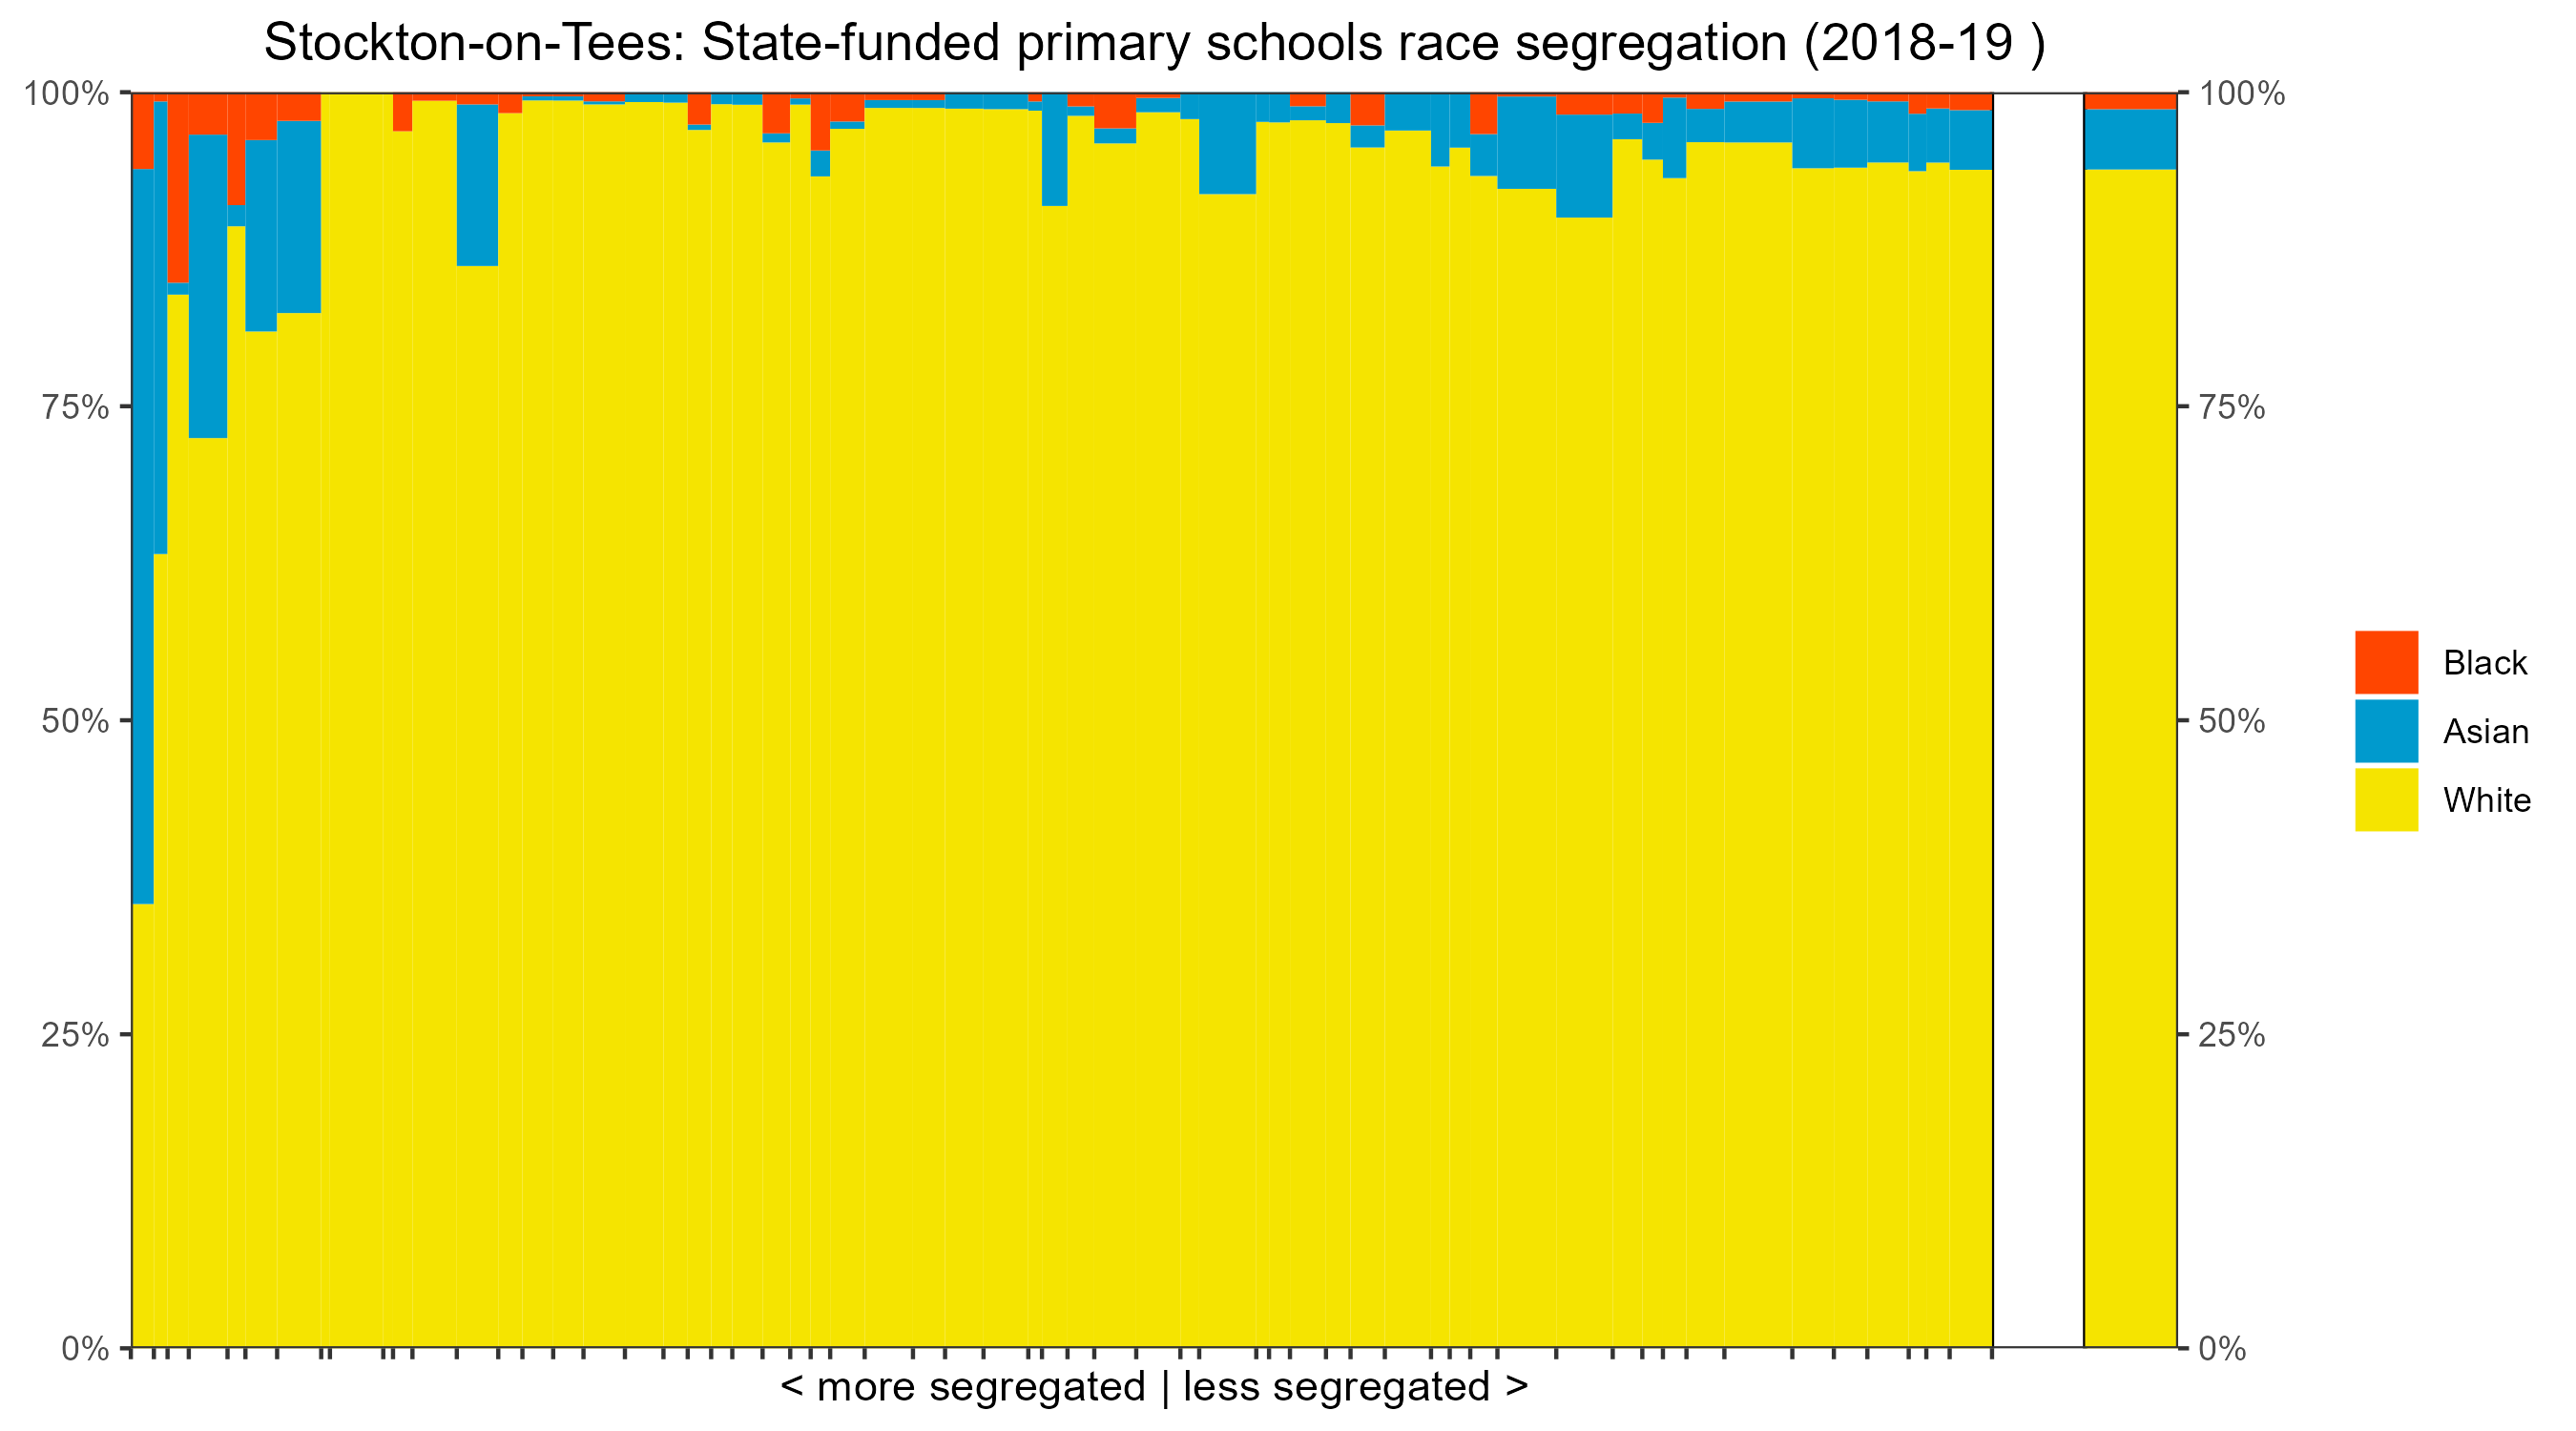 Stockton-on-Tees: State-funded primary schools race segregation (2018-19 )
100%
75%
50%
25%
0%
100%
75%
50%
25%
0%
Black
Asian
White
< more segregated | less segregated >